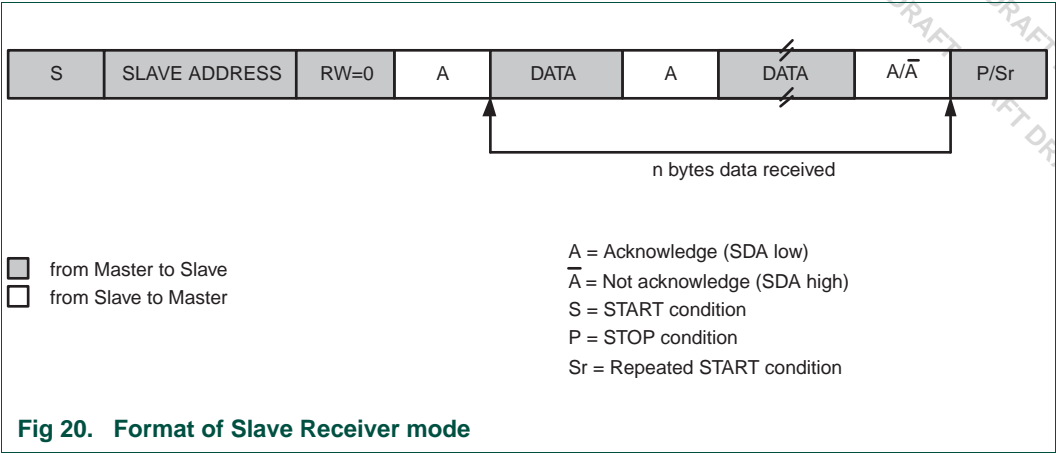 S SLAVE ADDRESS RW=0 A DATA A DATA A/A̅ P/Sr
n bytes data received
from Master to Slave
from Slave to Master
A = Acknowledge (SDA low)
A̅ = Not acknowledge (SDA high)
S = START condition
P = STOP condition
Sr = Repeated START condition
Fig 20. Format of Slave Receiver mode
DRAFT
DRAFT